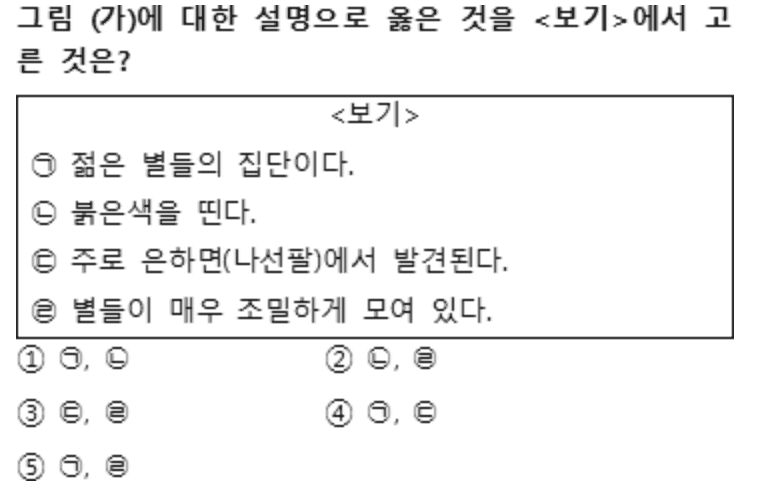 그림 (가)에 대한 설명으로 옳은 것을 <보기>에서 고
른 것은?
<보기>
㉠ 젊은 별들의 집단이다.
㉡ 붉은색을 띤다.
㉢ 주로 은하면(나선팔)에서 발견된다.
㉣ 별들이 매우 조밀하게 모여 있다.
① ㉠, ㉡ ② ㉡, ㉣
③ ㉢, ㉣ ④ ㉠, ㉢
⑤ ㉠, ㉣